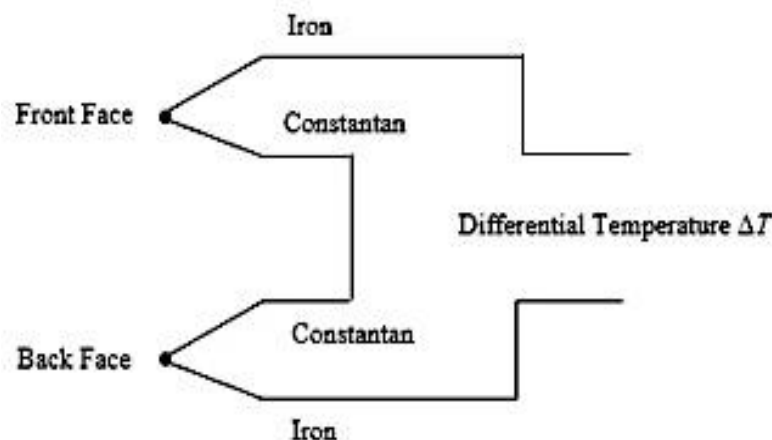 Iron
Front Face
Constantan
Differential Temperature ΔT
Constantan
Back Face
Iron